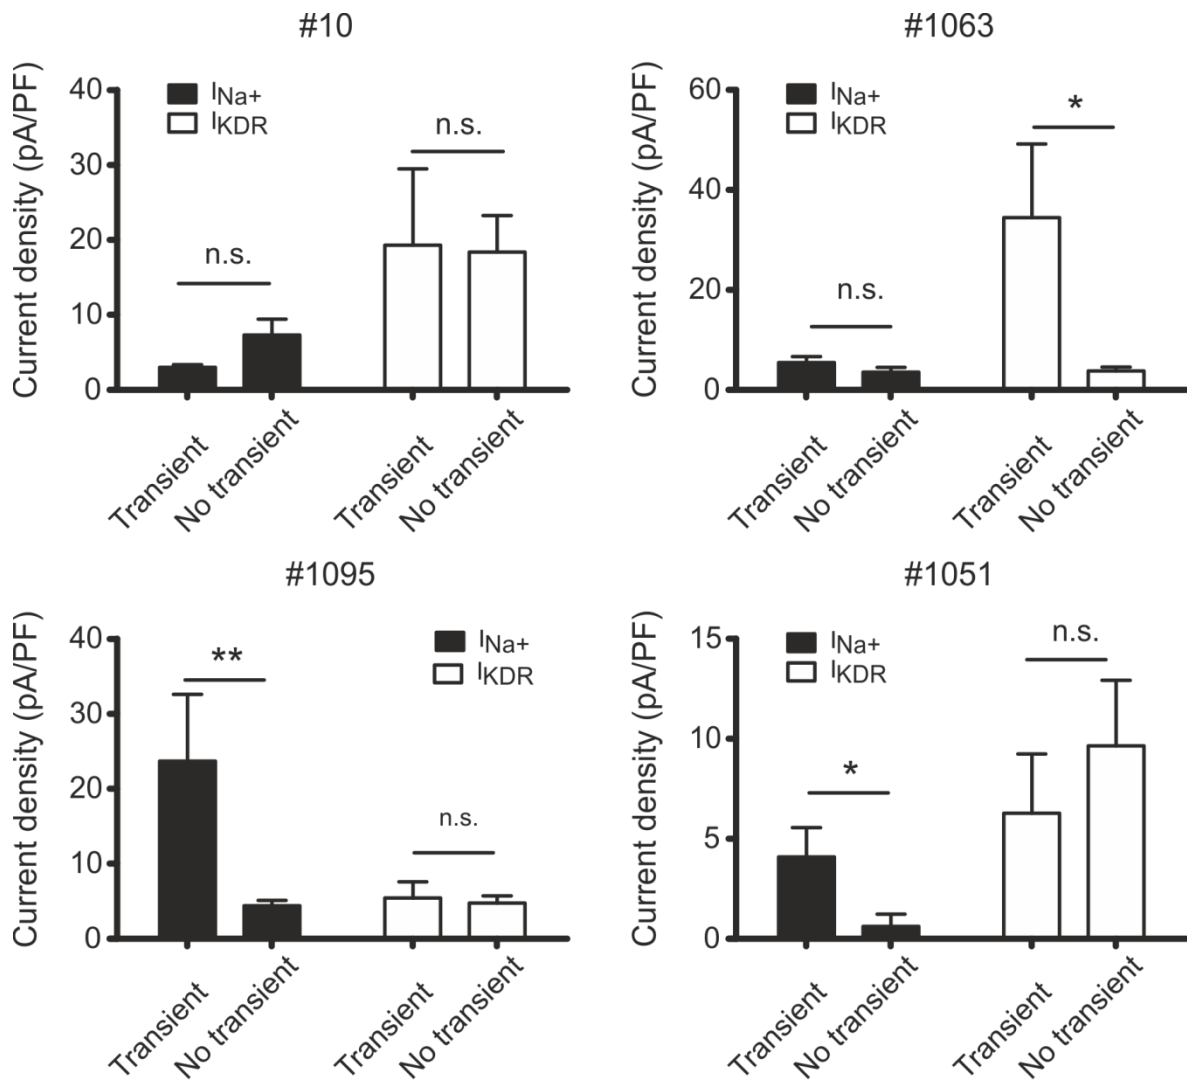 #10
Current density (pA/PF)
40
30
20
10
0
INa+
IKDR
n.s.
n.s.
Transient
No transient
Transient
No transient
#1063
Current density (pA/PF)
60
40
20
0
INa+
IKDR
n.s.
*
Transient
No transient
Transient
No transient
#1095
Current density (pA/PF)
40
30
20
10
0
INa+
IKDR
**
n.s.
Transient
No transient
Transient
No transient
#1051
Current density (pA/PF)
15
10
5
0
INa+
IKDR
*
n.s.
Transient
No transient
Transient
No transient